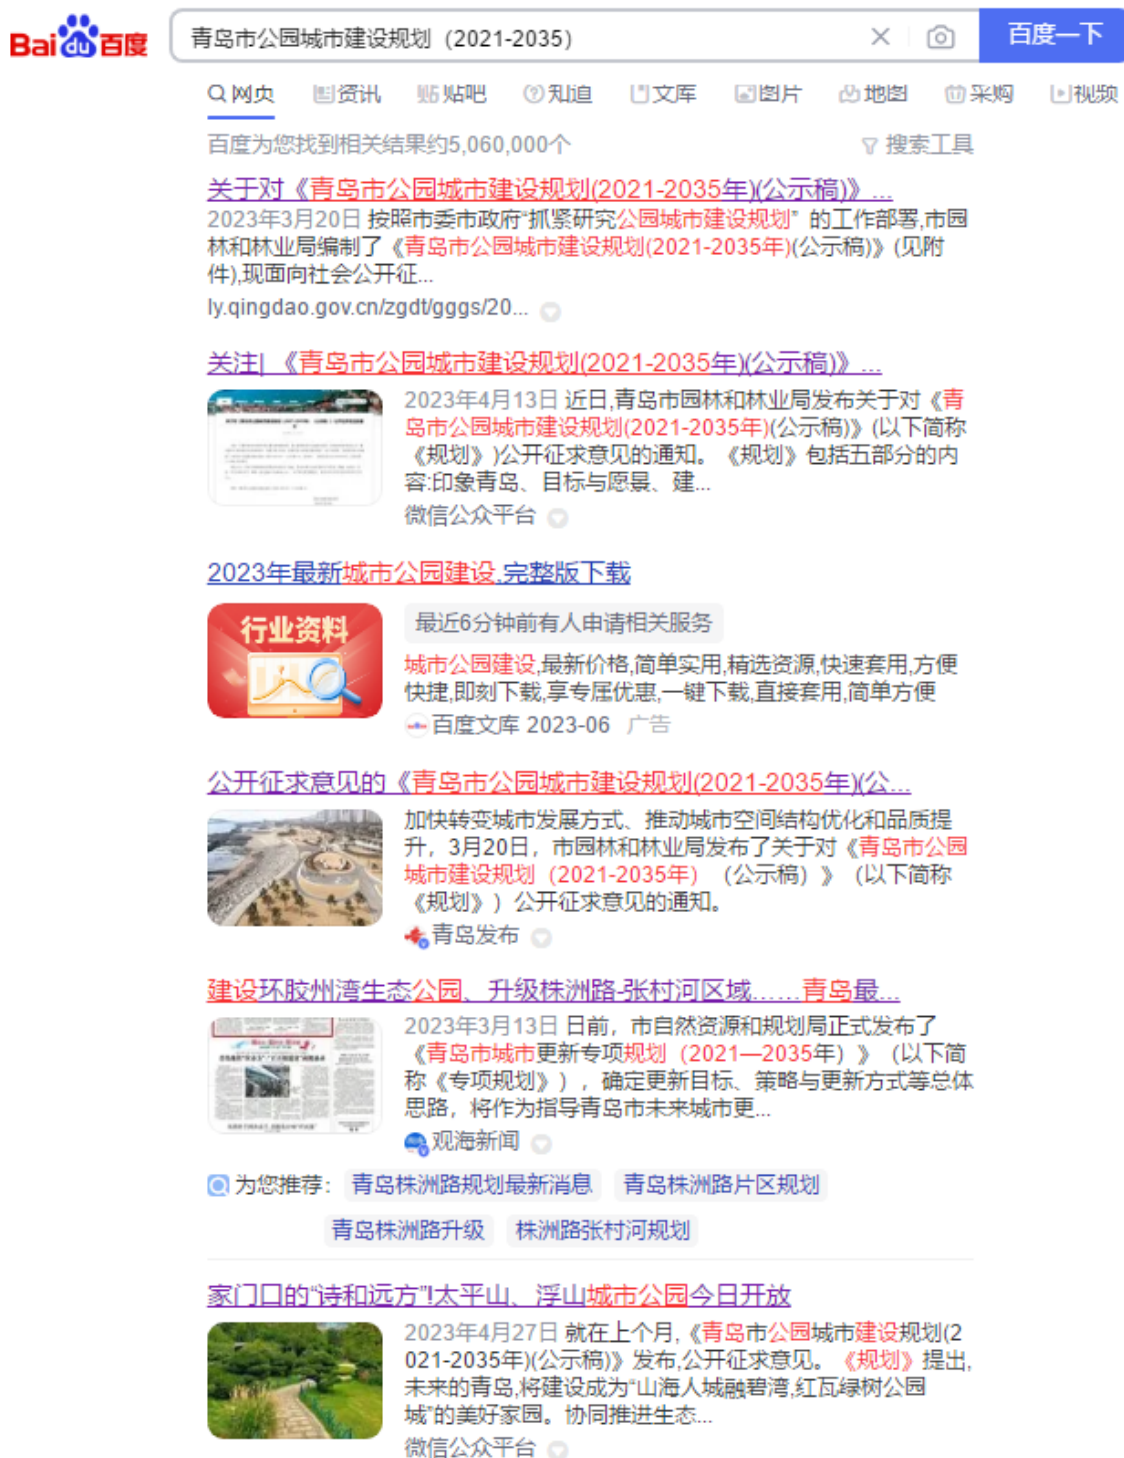 Bai du 百度
青岛市公园城市建设规划（2021-2035）
百度一下
网页 资讯 贴吧 知道 文库 图片 地图 采购 视频
百度为您找到相关结果约5,060,000个
搜索工具
关于对《青岛市公园城市建设规划(2021-2035年)(公示稿)》...
2023年3月20日 按照市委市政府“抓紧研究公园城市建设规划”的工作部署,市园
林和林业局编制了《青岛市公园城市建设规划(2021-2035年)(公示稿)》(见附
件),现面向社会公开征...
ly.qingdao.gov.cn/zgdt/gggs/20...
关注| 《青岛市公园城市建设规划(2021-2035年)(公示稿)》...
2023年4月13日 近日,青岛市园林和林业局发布关于对《青
岛市公园城市建设规划(2021-2035年)(公示稿)》(以下简称
《规划》)公开征求意见的通知。《规划》包括五部分的内
容:印象青岛、目标与愿景、建...
微信公众平台
2023年最新城市公园建设,完整版下载
行业资料
最近6分钟前有人申请相关服务
城市公园建设,最新价格,简单实用,精选资源,快速套用,方便
快捷,即刻下载,享专属优惠,一键下载,直接套用,简单方便
百度文库 2023-06 广告
公开征求意见的《青岛市公园城市建设规划(2021-2035年)(公...
加快转变城市发展方式、推动城市空间结构优化和品质提
升，3月20日，市园林和林业局发布了关于对《青岛市公园
城市建设规划（2021-2035年）（公示稿）》（以下简称
《规划》）公开征求意见的通知。
青岛发布
建设环胶州湾生态公园、升级株洲路-张村河区域……青岛最...
2023年3月13日 日前，市自然资源和规划局正式发布了
《青岛市城市更新专项规划（2021—2035年）》（以下简
称《专项规划》），确定更新目标、策略与更新方式等总体
思路，将作为指导青岛市未来城市更...
观海新闻
为您推荐： 青岛株洲路规划最新消息 青岛株洲路片区规划
青岛株洲路升级 株洲路张村河规划
家门口的“诗和远方”!太平山、浮山城市公园今日开放
2023年4月27日 就在上个月,《青岛市公园城市建设规划(2
021-2035年)(公示稿)》发布,公开征求意见。《规划》提出,
未来的青岛,将建设成为“山海人城融碧湾,红瓦绿树公园
城”的美好家园。协同推进生态...
微信公众平台